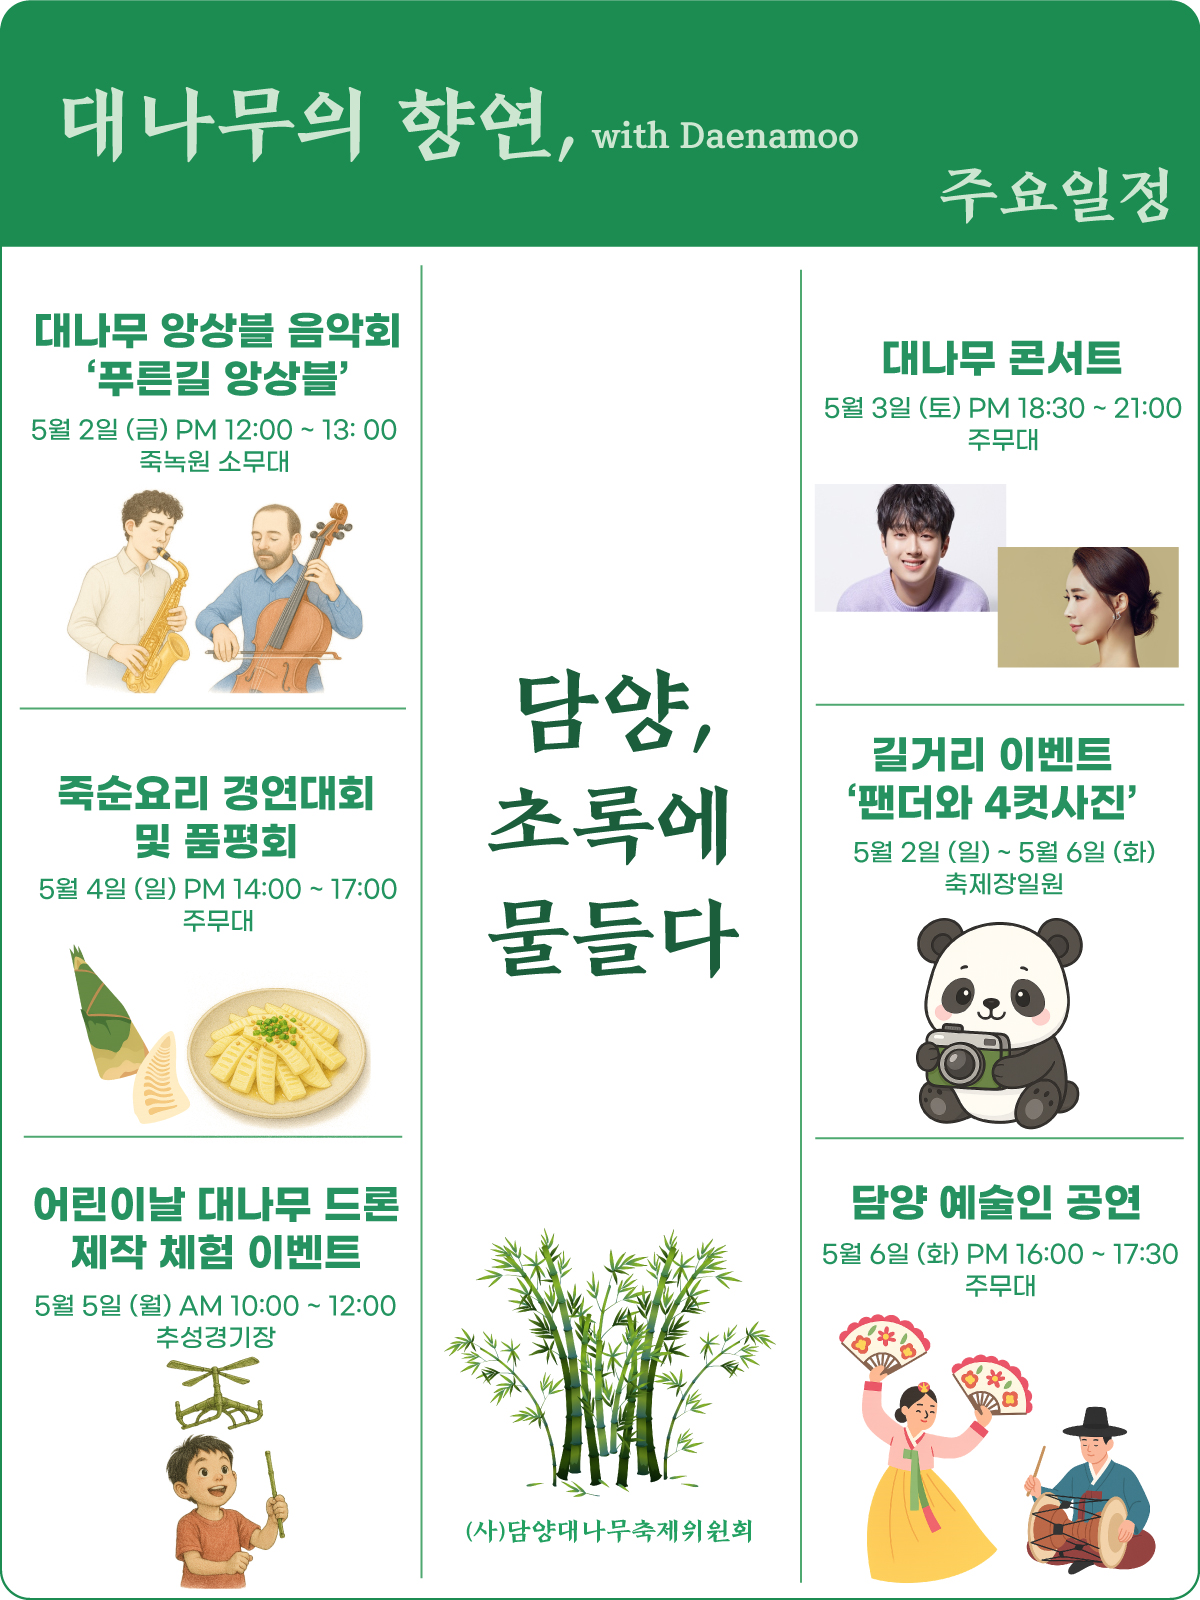 대나무의 향연, with Daenamoo
주요일정
대나무 앙상블 음악회
‘푸른길 앙상블’
5월 2일 (금) PM 12:00 ~ 13: 00
죽녹원 소무대
죽순요리 경연대회
및 품평회
5월 4일 (일) PM 14:00 ~ 17:00
주무대
어린이날 대나무 드론
제작 체험 이벤트
5월 5일 (월) AM 10:00 ~ 12:00
추성경기장
담양,
초록에
물들다
(사)담양대나무축제위원회
대나무 콘서트
5월 3일 (토) PM 18:30 ~ 21:00
주무대
길거리 이벤트
‘팬더와 4컷사진’
5월 2일 (일) ~ 5월 6일 (화)
축제장일원
담양 예술인 공연
5월 6일 (화) PM 16:00 ~ 17:30
주무대